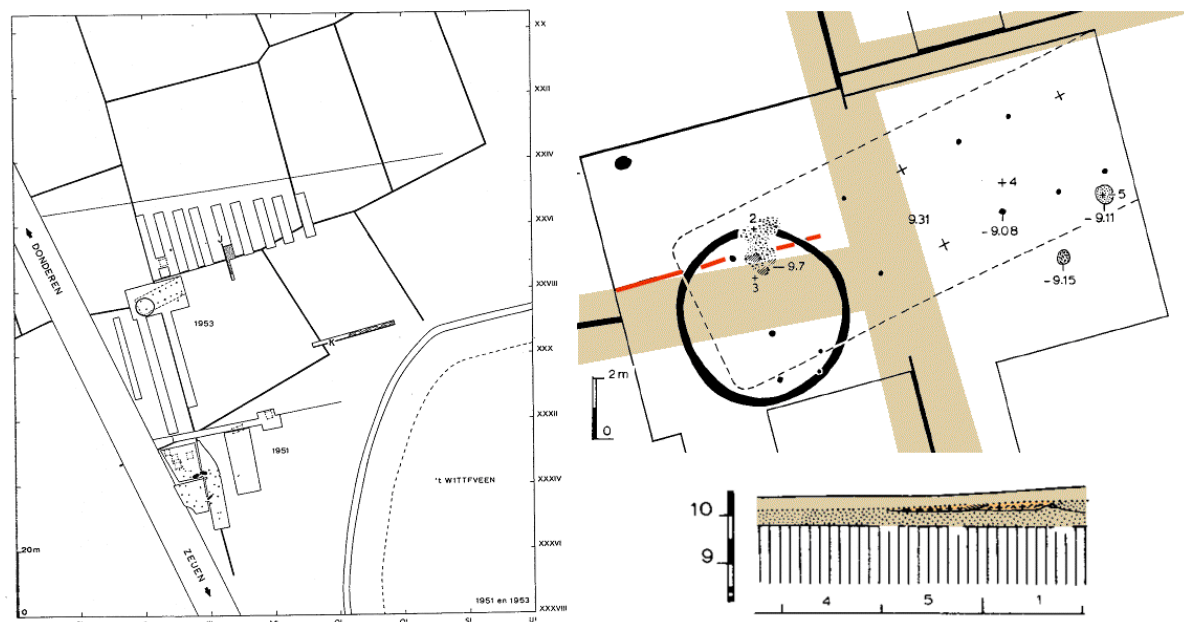 XX
XXII
XXIV
DONDEREN
J
XXVI
XXVIII
1953
K
XXX
XXXII
1951
't WITTEVEEN
XXXIV
20m
ZEIJEN
XXXVI
0
1951 en 1953
XXXVIII
2
4
5
9.31
-9.08
-9.11
-9.7
3
-9.15
2m
0
10
9
4 5 1